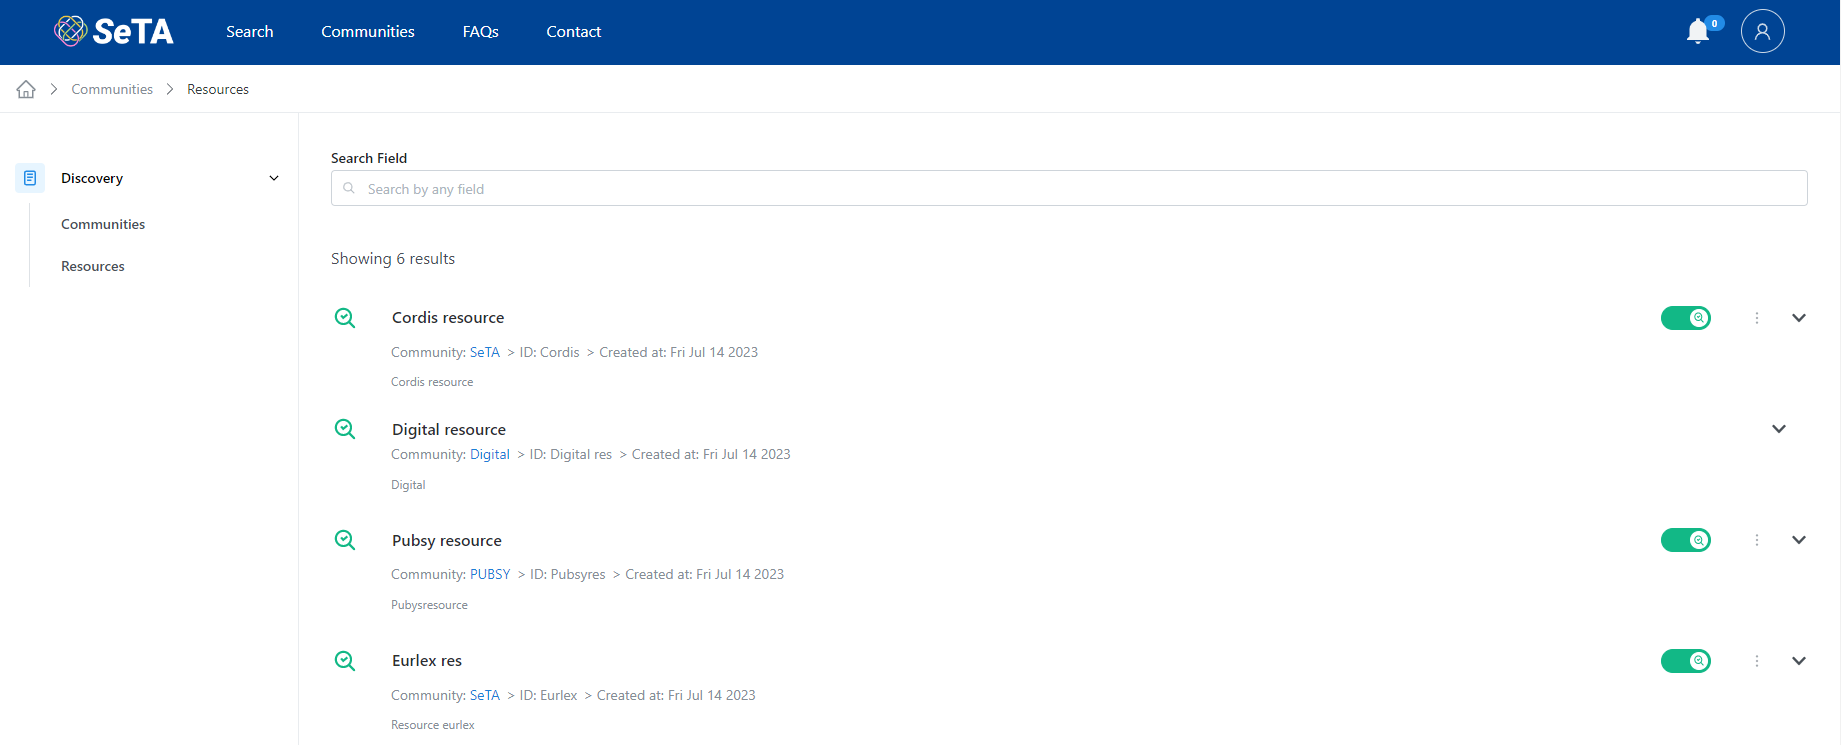 SeTA Search Communities FAQs Contact 0
Communities Resources
Discovery
Communities
Resources
Search Field
Search by any field
Showing 6 results
Cordis resource
Community: SeTA > ID: Cordis > Created at: Fri Jul 14 2023
Cordis resource
Digital resource
Community: Digital > ID: Digital res > Created at: Fri Jul 14 2023
Digital
Pubsy resource
Community: PUBSY > ID: Pubsyres > Created at: Fri Jul 14 2023
Pubysresource
Eurlex res
Community: SeTA > ID: Eurlex > Created at: Fri Jul 14 2023
Resource eurlex